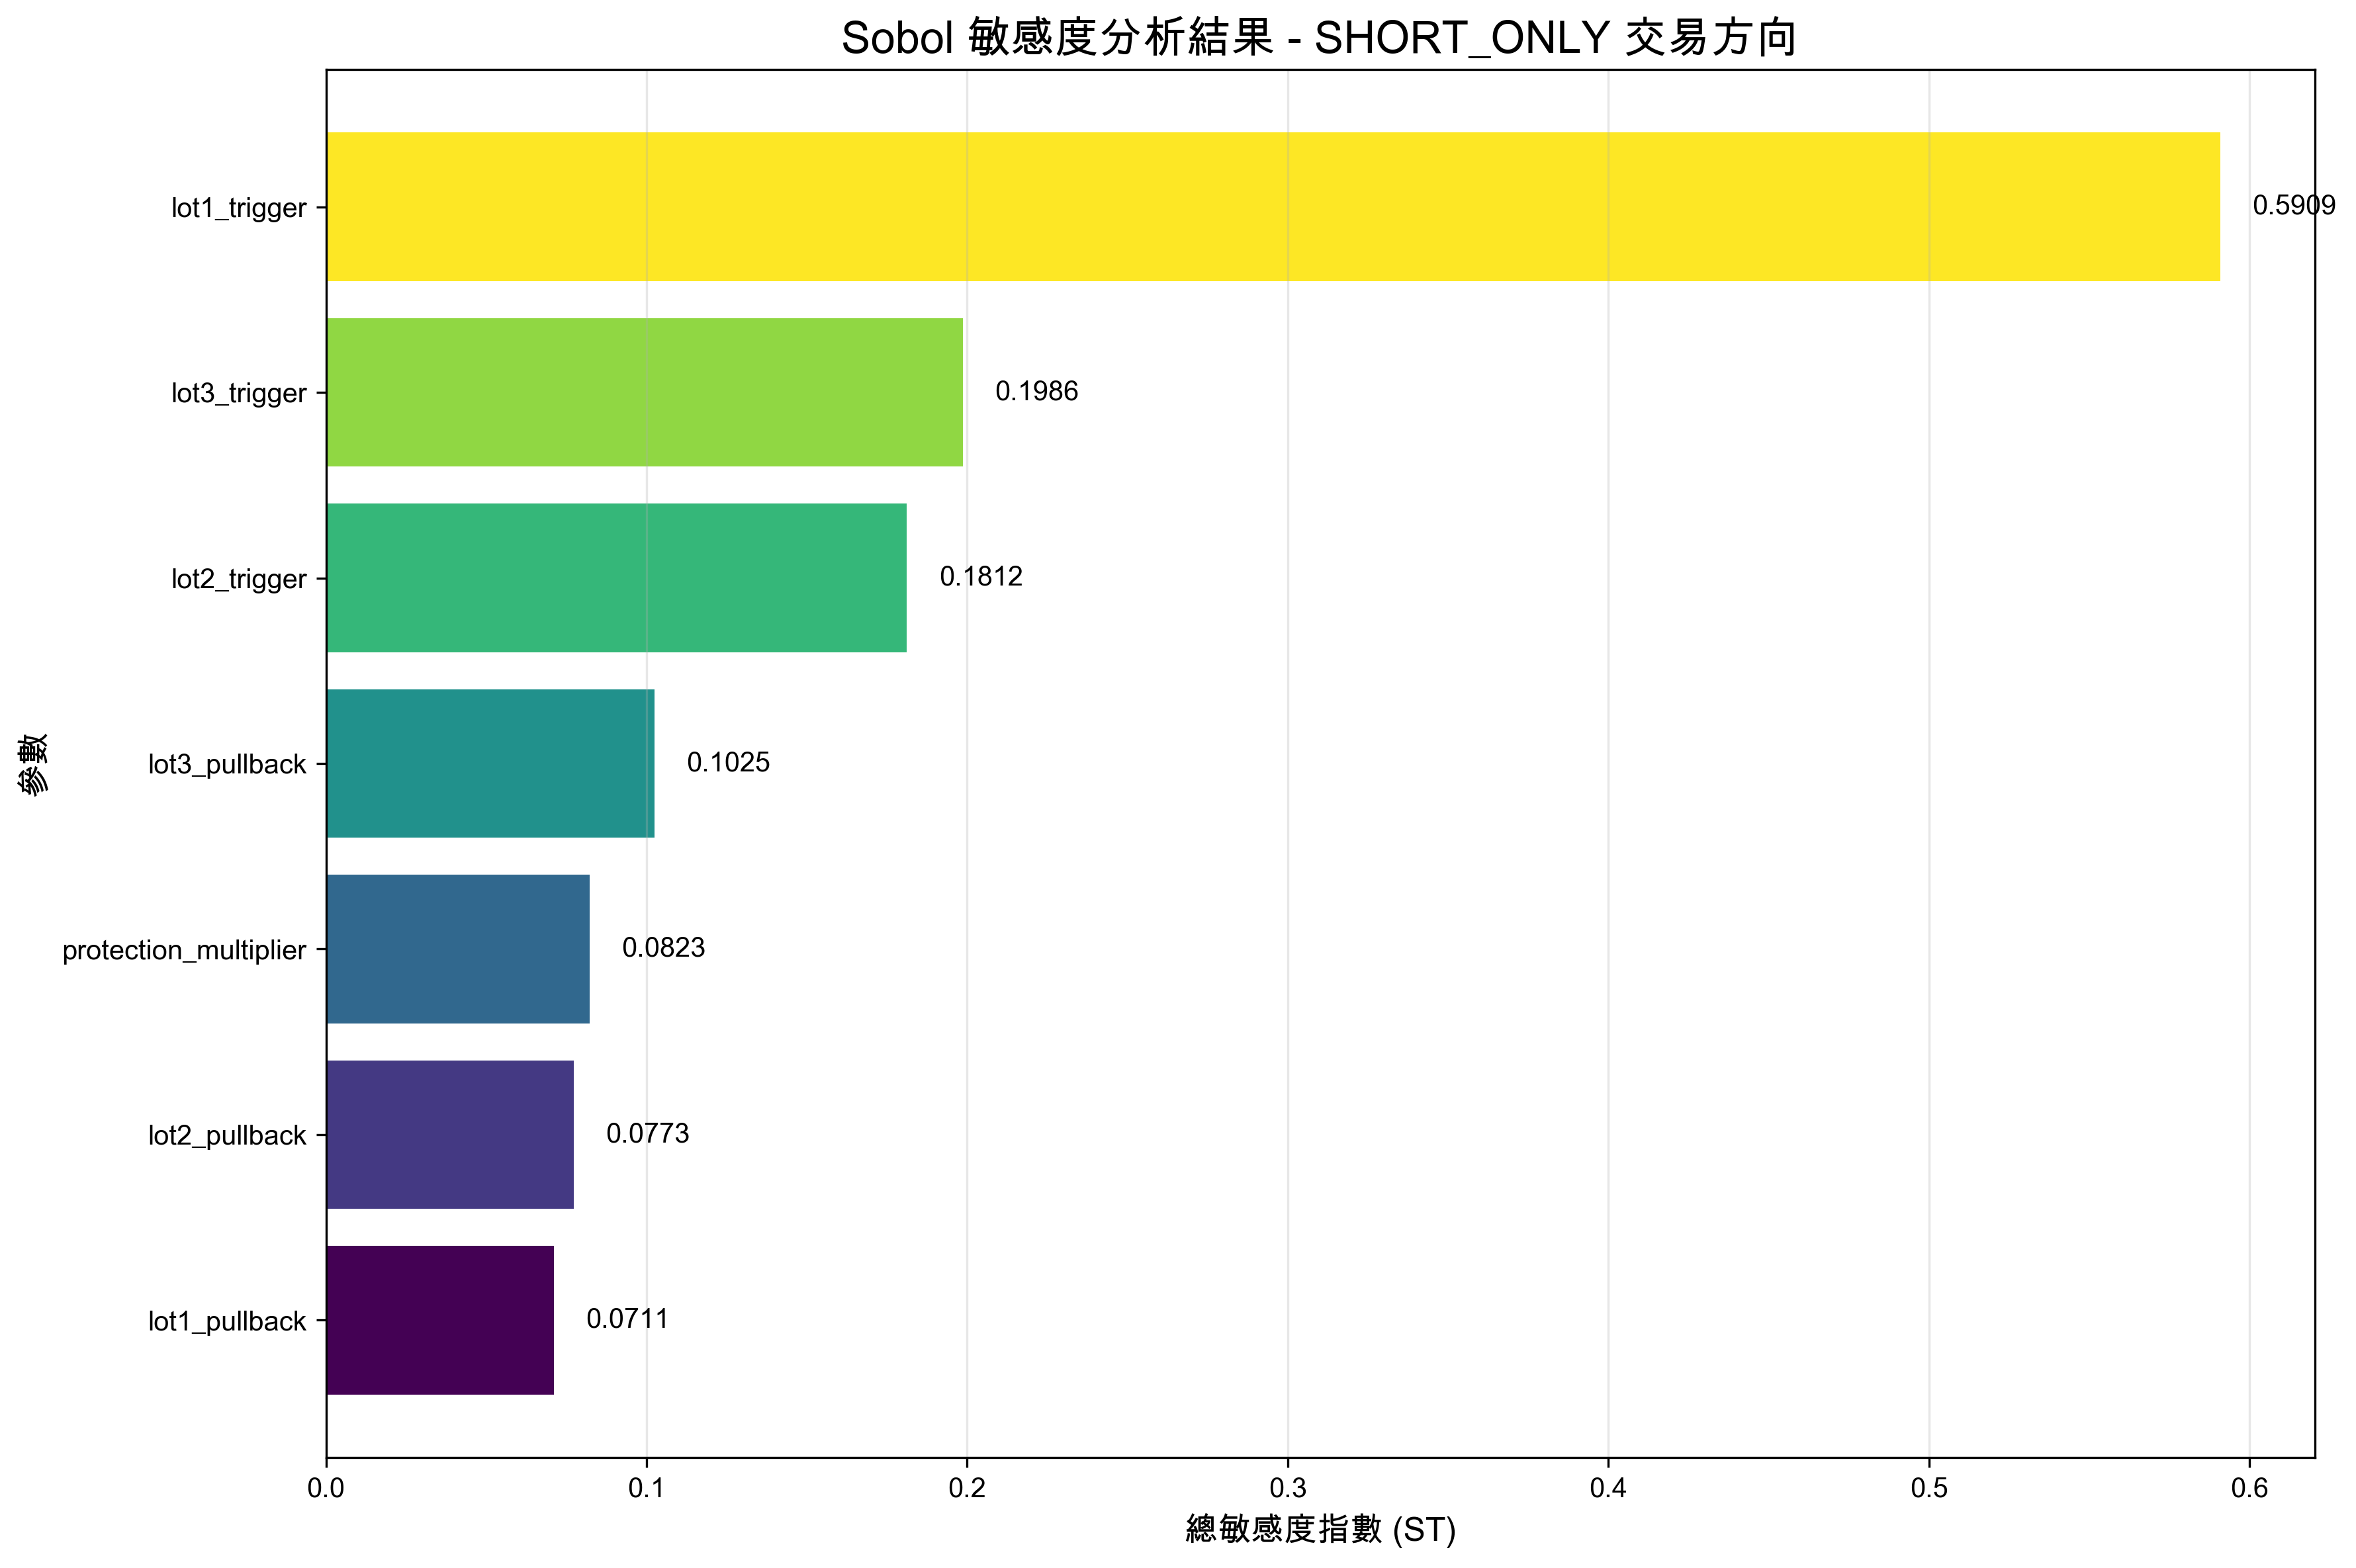 Sobol 敏感度分析結果 - SHORT_ONLY 交易方向
參數
lot1_trigger
0.5909
lot3_trigger
0.1986
lot2_trigger
0.1812
lot3_pullback
0.1025
protection_multiplier
0.0823
lot2_pullback
0.0773
lot1_pullback
0.0711
0.0 0.1 0.2 0.3 0.4 0.5 0.6
總敏感度指數 (ST)